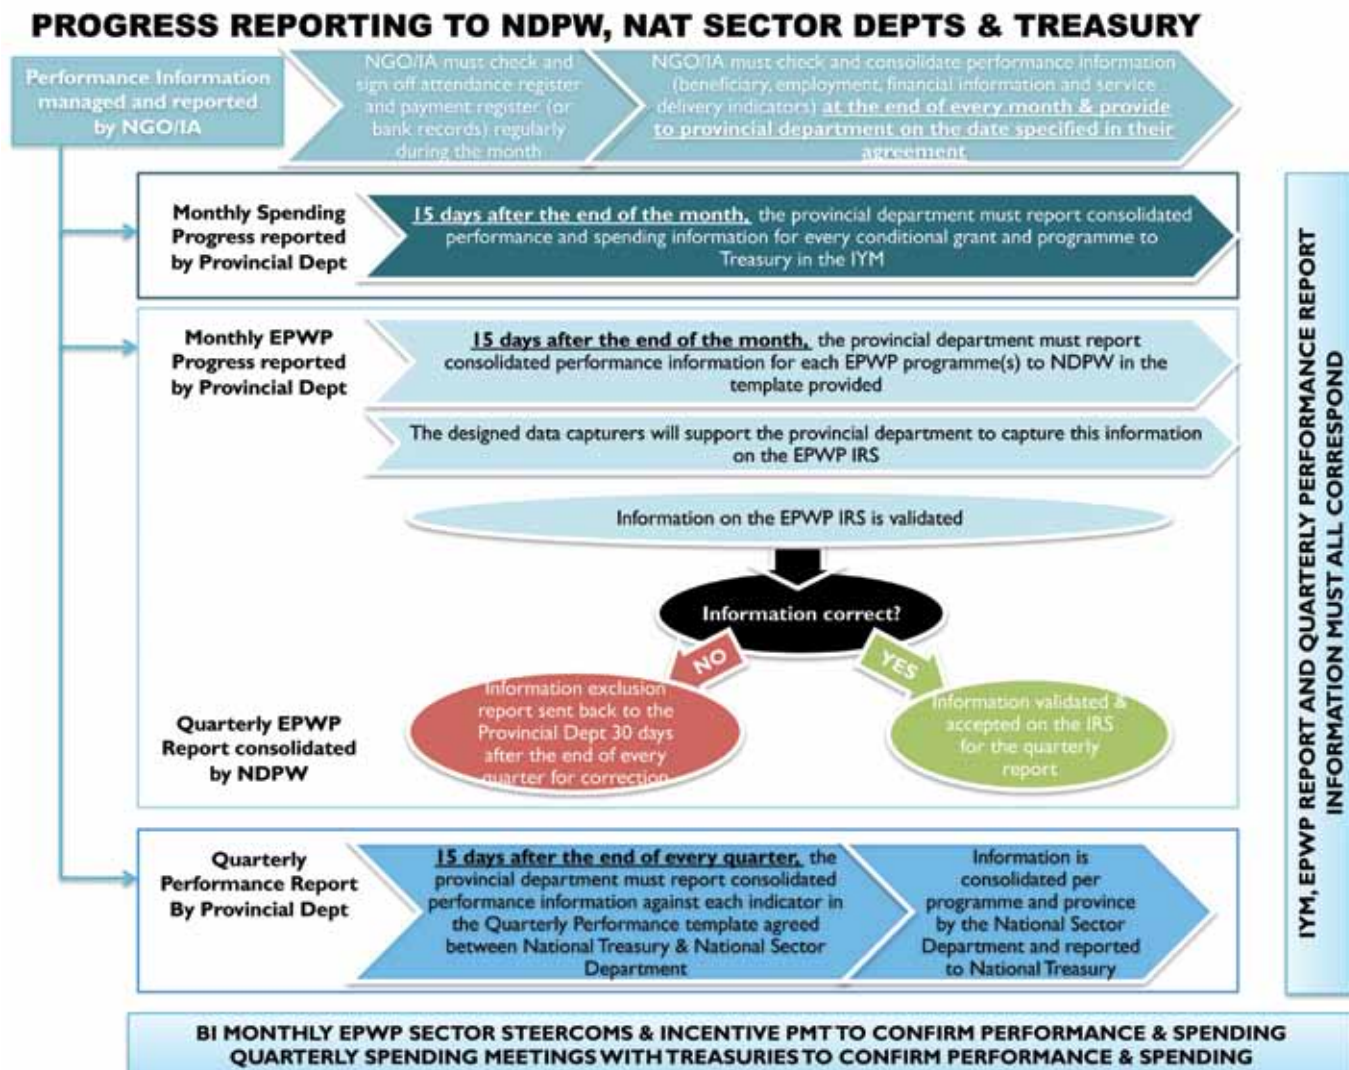 PROGRESS REPORTING TO NDPW, NAT SECTOR DEPTS & TREASURY
Performance Information
managed and reported
by NGO/IA
NGO/IA must check and
sign off attendance register
and payment register (or
bank records) regularly
during the month
NGO/IA must check and consolidate performance information
(beneficiary, employment, financial information and service
delivery indicators) at the end of every month & provide
to provincial department on the date specified in their
agreement
Monthly Spending
Progress reported
by Provincial Dept
15 days after the end of the month, the provincial department must report consolidated
performance and spending information for every conditional grant and programme to
Treasury in the IYM
Monthly EPWP
Progress reported
by Provincial Dept
15 days after the end of the month, the provincial department must report
consolidated performance information for each EPWP programme(s) to NDPW in the
template provided
The designed data capturers will support the provincial department to capture this information
on the EPWP IRS
Information on the EPWP IRS is validated
Information correct?
NO
YES
Information exclusion
report sent back to the
Provincial Dept 30 days
after the end of every
quarter for correction
Information validated &
accepted on the IRS
for the quarterly
report
Quarterly EPWP
Report consolidated
by NDPW
Quarterly
Performance Report
By Provincial Dept
15 days after the end of every quarter, the
provincial department must report consolidated
performance information against each indicator in
the Quarterly Performance template agreed
between National Treasury & National Sector
Department
Information is
consolidated per
programme and province
by the National Sector
Department and reported
to National Treasury
IYM, EPWP REPORT AND QUARTERLY PERFORMANCE REPORT
INFORMATION MUST ALL CORRESPOND
BI MONTHLY EPWP SECTOR STEERCOMS & INCENTIVE PMT TO CONFIRM PERFORMANCE & SPENDING
QUARTERLY SPENDING MEETINGS WITH TREASURIES TO CONFIRM PERFORMANCE & SPENDING